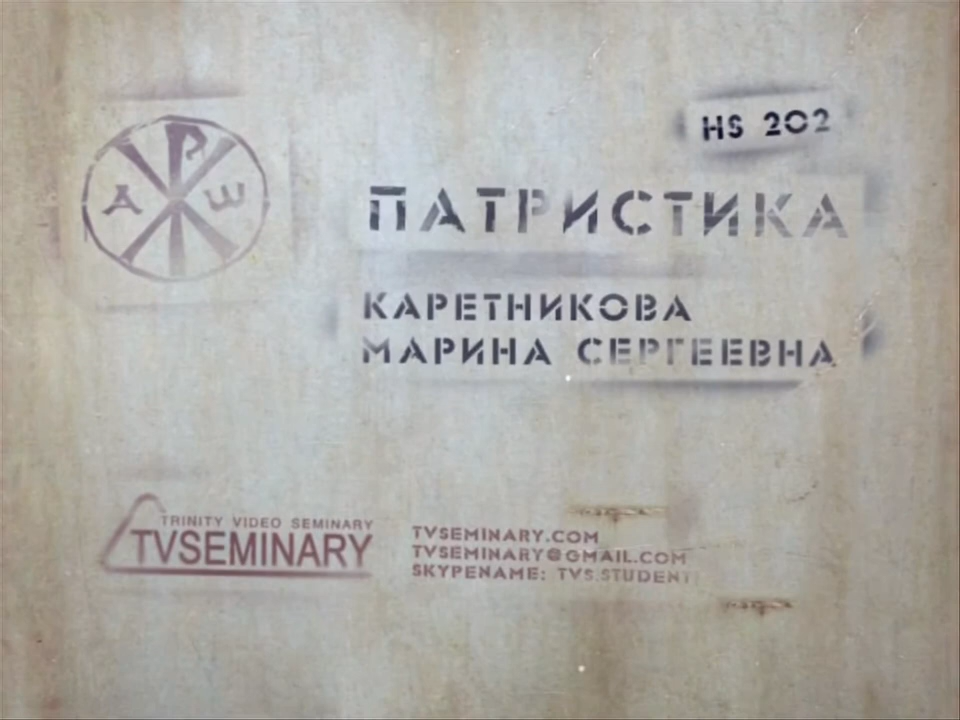 HS 202
ПАТРИСТИКА
КАРЕТНИКОВА
МАРИНА СЕРГЕЕВНА
А Р Ш
TRINITY VIDEO SEMINARY
TVSEMINARY
TVSEMINARY.COM
TVSEMINARY@GMAIL.COM
SKYPENAME: TVS.STUDENT